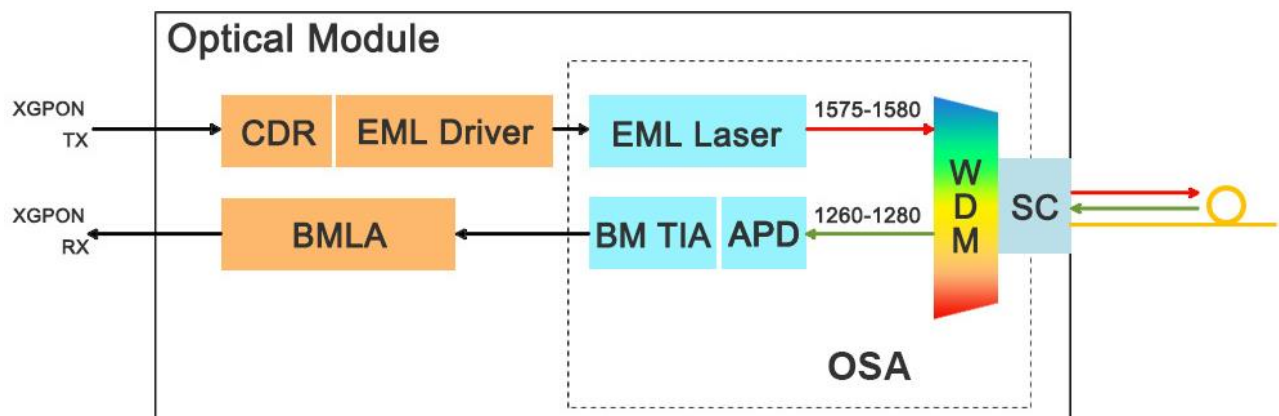 Optical Module
XGPON
TX
CDR
EML Driver
EML Laser
1575-1580
WDM
SC
XGPON
RX
BMLA
BM TIA
APD
1260-1280
OSA